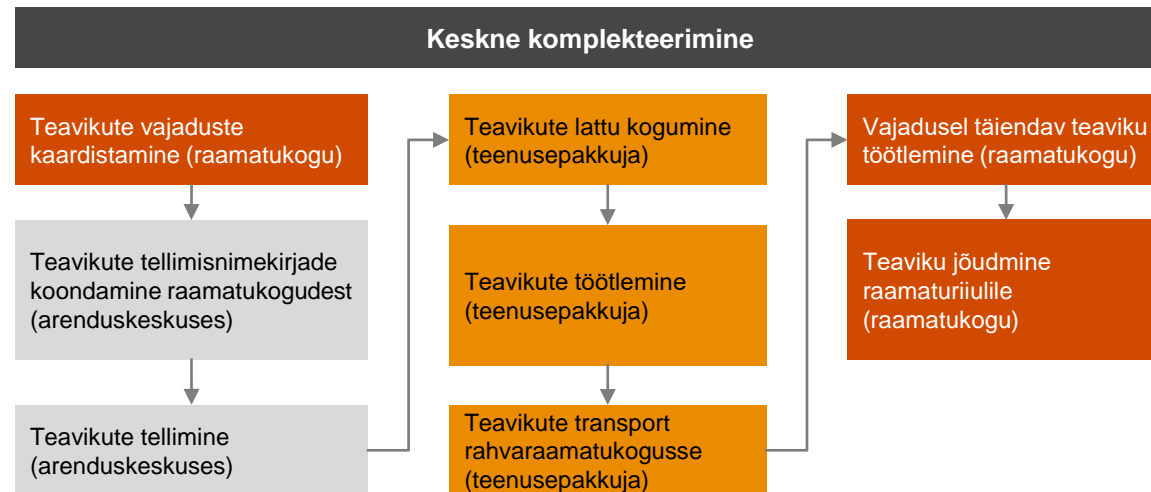 Keskne komplekteerimine
Teavikute vajaduste
kaardistamine (raamatukogu)
Teavikute tellimisnimekirjade
koondamine raamatukogudest
(arenduskeskuses)
Teavikute tellimine
(arenduskeskuses)
Teavikute lattu kogumine
(teenusepakkuja)
Teavikute töötlemine
(teenusepakkuja)
Teavikute transport
rahvaraamatukogusse
(teenusepakkuja)
Vajadusel täiendav teaviku
töötlemine (raamatukogu)
Teaviku jõudmine
raamaturiiulile
(raamatukogu)